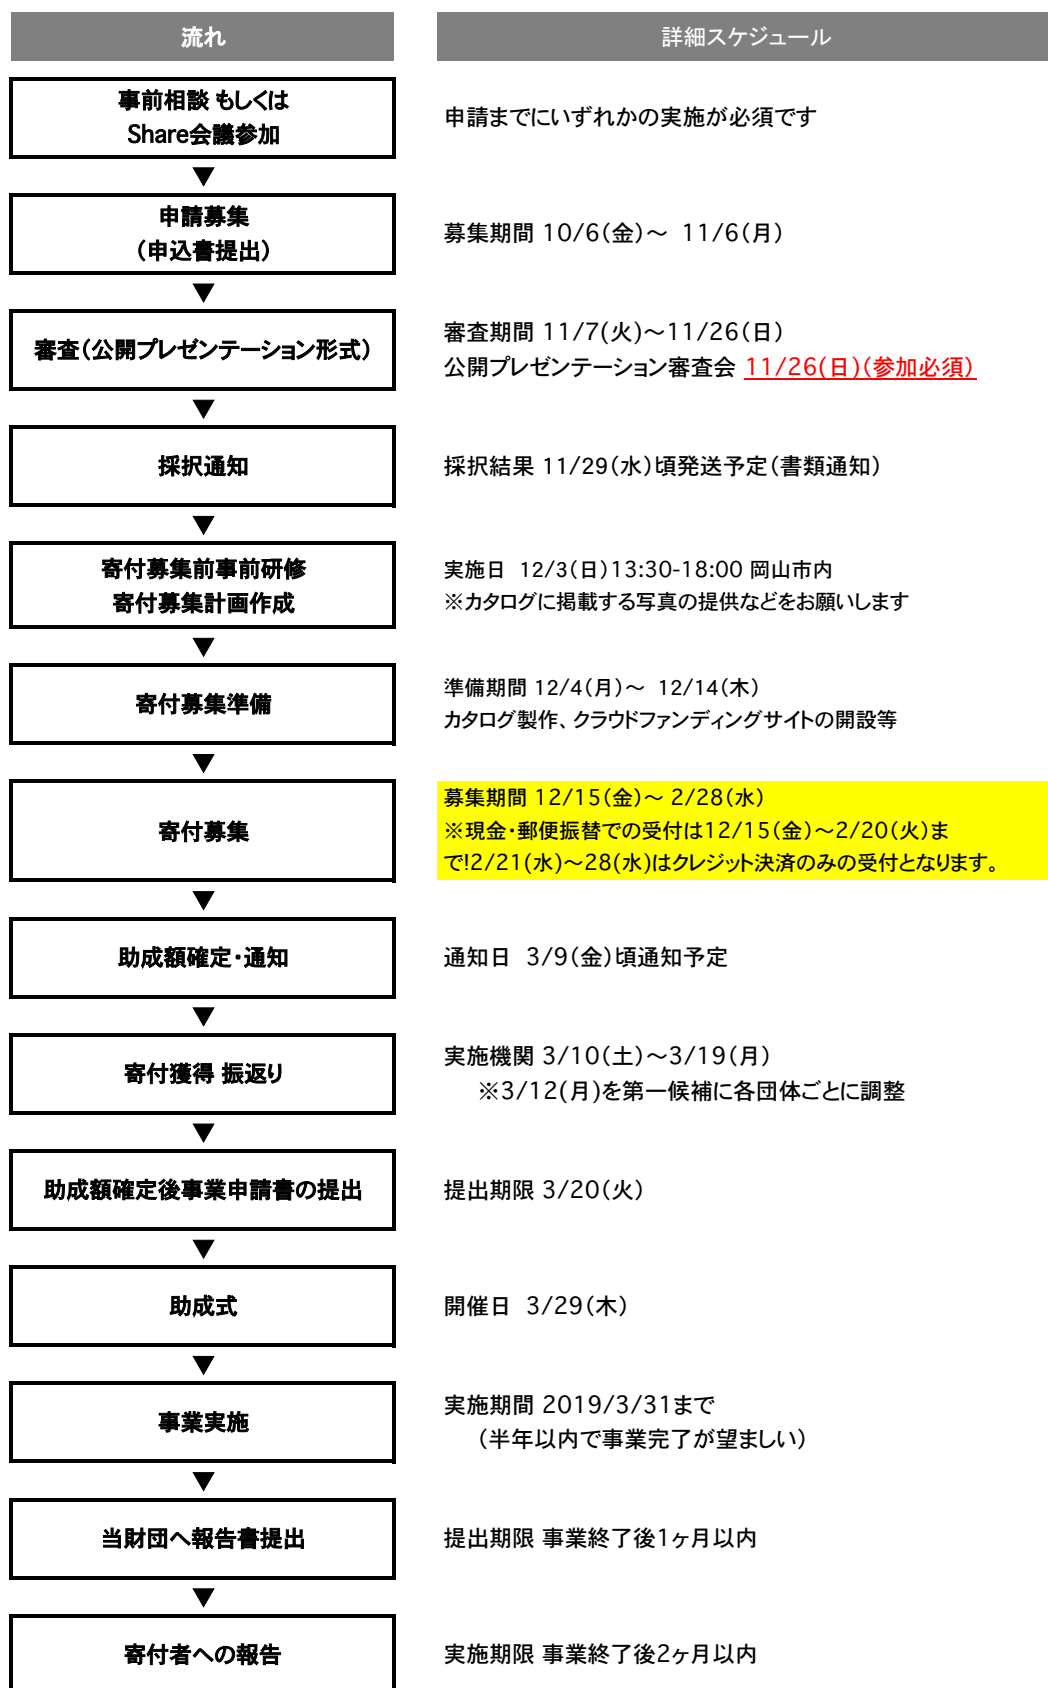 流れ
詳細スケジュール
事前相談 もしくは
Share会議参加
申請までにいずれかの実施が必須です
▼
申請募集
（申込書提出）
募集期間 10/6（金）～ 11/6（月）
▼
審査（公開プレゼンテーション形式）
審査期間 11/7(火)～11/26（日）
公開プレゼンテーション審査会 11/26(日）（参加必須）
▼
採択通知
採択結果 11/29（水）頃発送予定（書類通知）
▼
寄付募集前事前研修
寄付募集計画作成
実施日 12/3（日）13:30-18:00 岡山市内
※カタログに掲載する写真の提供などをお願いします
▼
寄付募集準備
準備期間 12/4（月）～ 12/14（木）
カタログ製作、クラウドファンディングサイトの開設等
▼
寄付募集
募集期間 12/15（金）～ 2/28（水）
※現金・郵便振替での受付は12/15（金）～2/20（火）ま
で!2/21(水)～28(水)はクレジット決済のみの受付となります。
▼
助成額確定・通知
通知日 3/9（金）頃通知予定
▼
寄付獲得 振返り
実施機関 3/10（土）～3/19（月）
※3/12(月)を第一候補に各団体ごとに調整
▼
助成額確定後事業申請書の提出
提出期限 3/20（火）
▼
助成式
開催日 3/29（木）
▼
事業実施
実施期間 2019/3/31まで
（半年以内で事業完了が望ましい）
▼
当財団へ報告書提出
提出期限 事業終了後1ヶ月以内
▼
寄付者への報告
実施期限 事業終了後2ヶ月以内